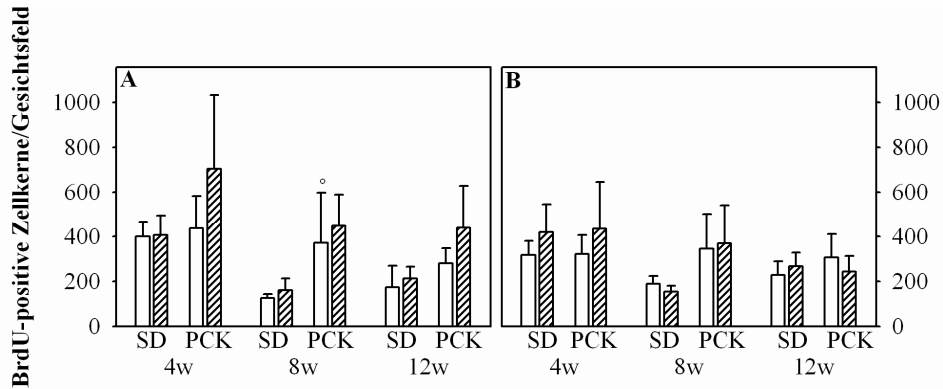 BrdU-positive Zellkerne/Gesichtsfeld
A B
1000 1000
800 800
600 600
400 400
200 200
0 0
SD PCK SD PCK SD PCK SD PCK SD PCK SD PCK
4w 8w 12w 4w 8w 12w